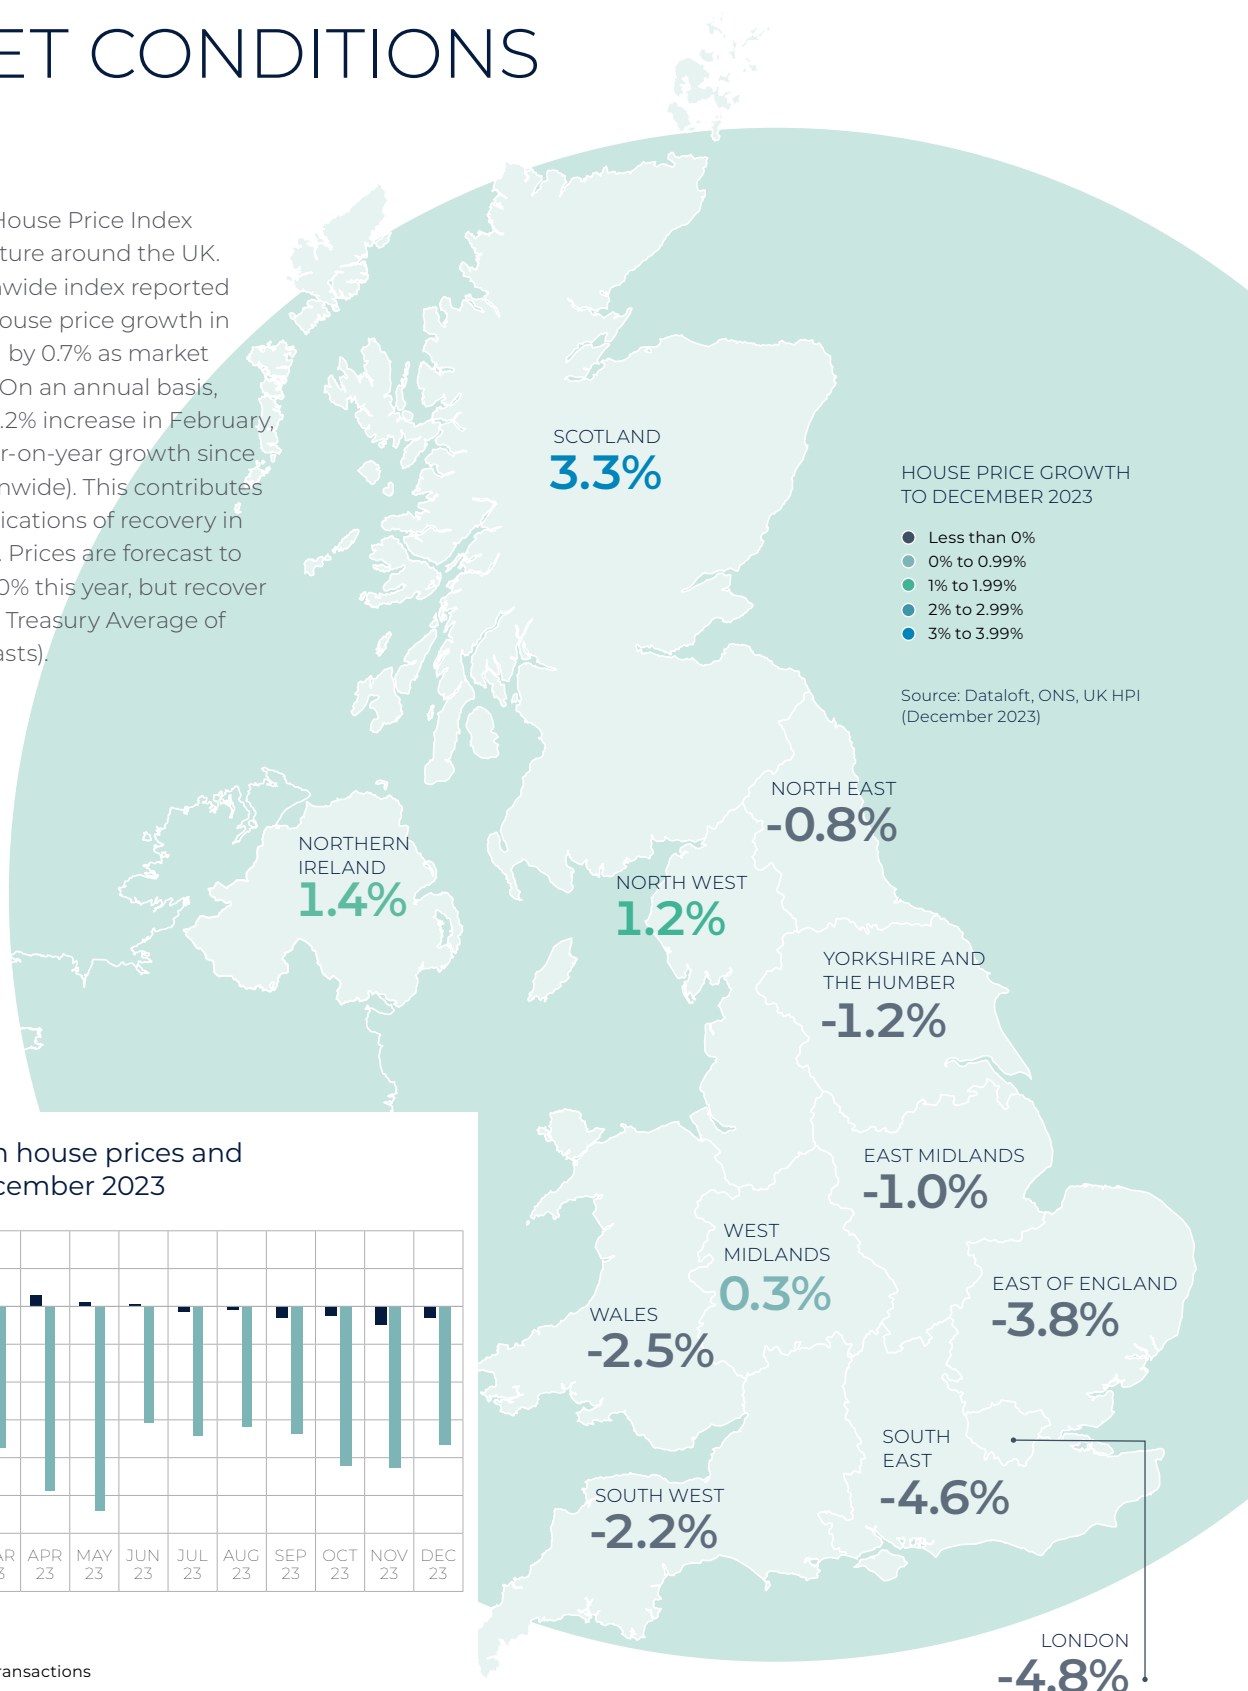 ET CONDITIONS
House Price Index
ture around the UK.
wide index reported
ouse price growth in
by 0.7% as market
On an annual basis,
.2% increase in February,
r-on-year growth since
nwide). This contributes
ications of recovery in
. Prices are forecast to
0% this year, but recover
Treasury Average of
asts).
SCOTLAND
3.3%
HOUSE PRICE GROWTH
TO DECEMBER 2023
Less than 0%
0% to 0.99%
1% to 1.99%
2% to 2.99%
3% to 3.99%
Source: Dataloft, ONS, UK HPI
(December 2023)
NORTH EAST
-0.8%
NORTHERN
IRELAND
1.4%
NORTH WEST
1.2%
YORKSHIRE AND
THE HUMBER
-1.2%
EAST MIDLANDS
-1.0%
WEST
MIDLANDS
0.3%
EAST OF ENGLAND
-3.8%
WALES
-2.5%
SOUTH
EAST
-4.6%
SOUTH WEST
-2.2%
LONDON
-4.8%
n house prices and
cember 2023
AR APR MAY JUN JUL AUG SEP OCT NOV DEC
3 23 23 23 23 23 23 23 23 23
ransactions